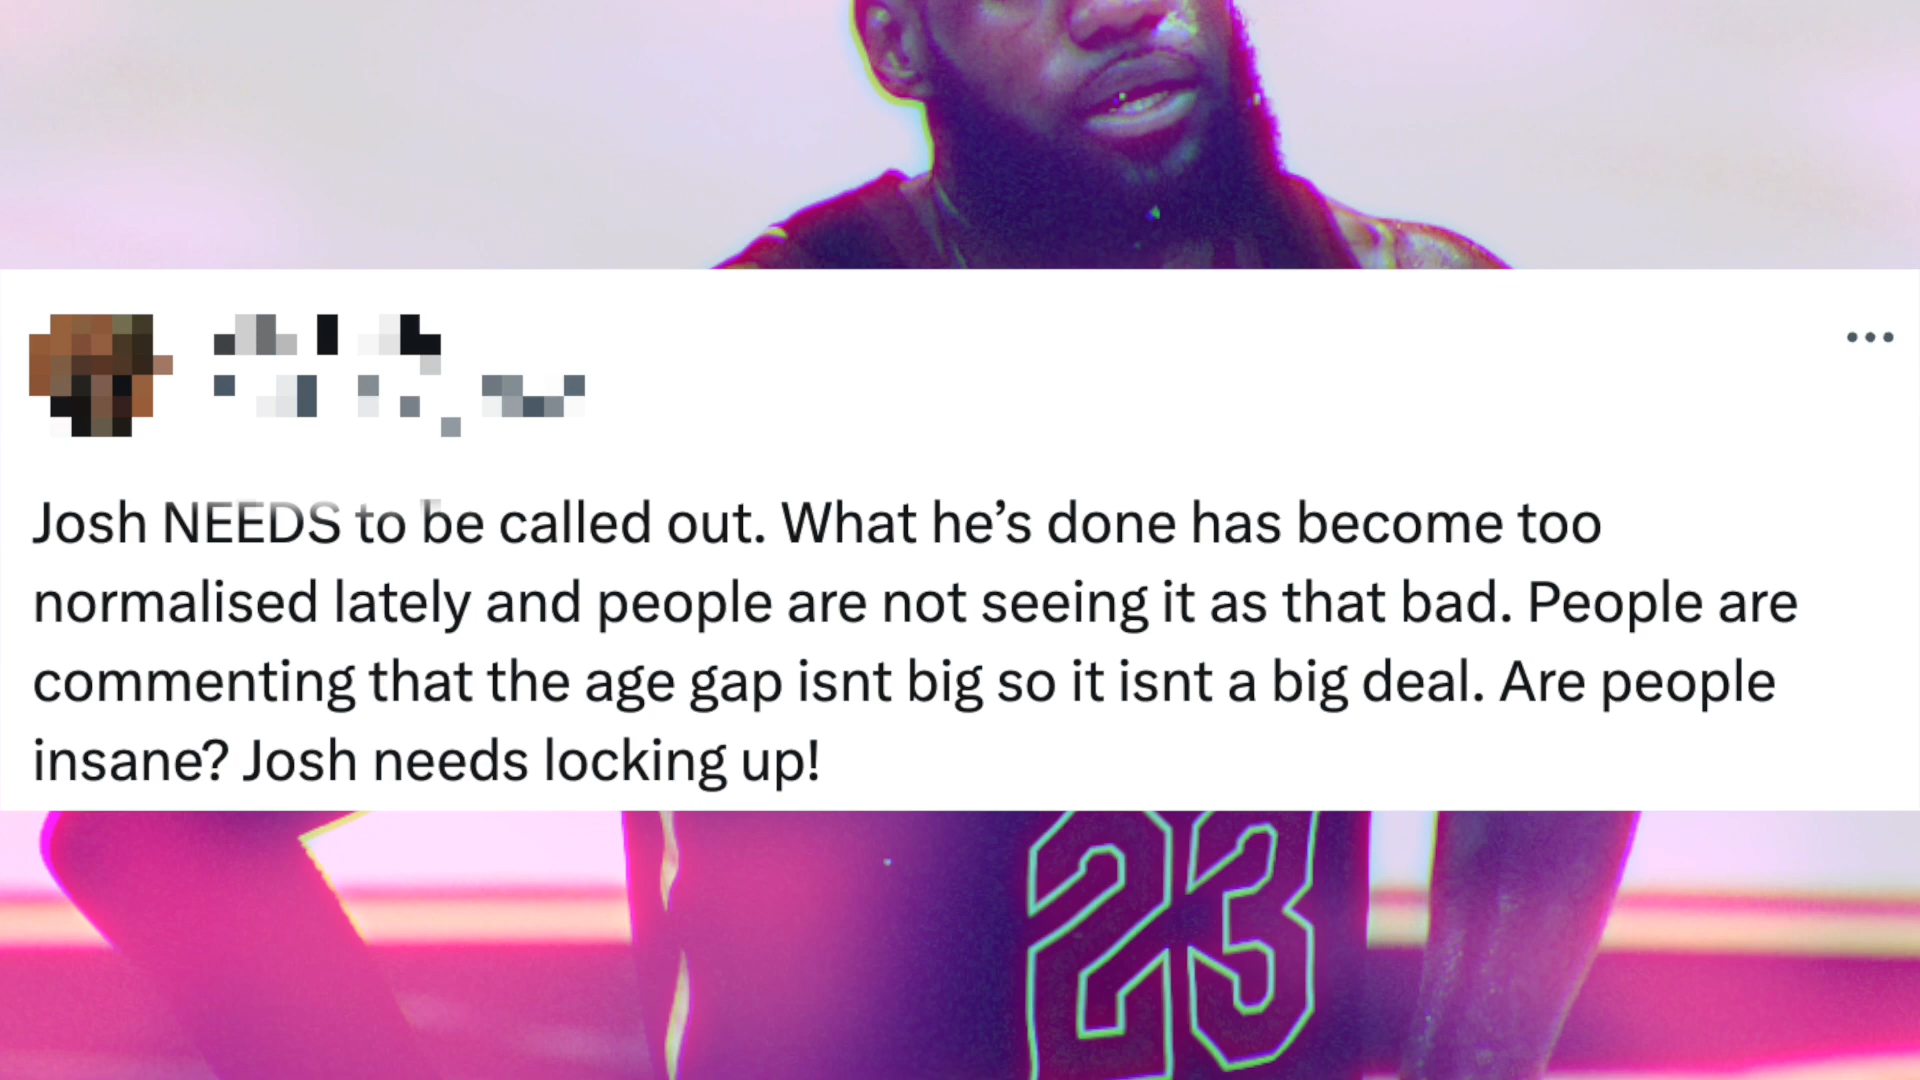 Josh NEEDS to be called out. What he’s done has become too
normalised lately and people are not seeing it as that bad. People are
commenting that the age gap isnt big so it isnt a big deal. Are people
insane? Josh needs locking up!
23